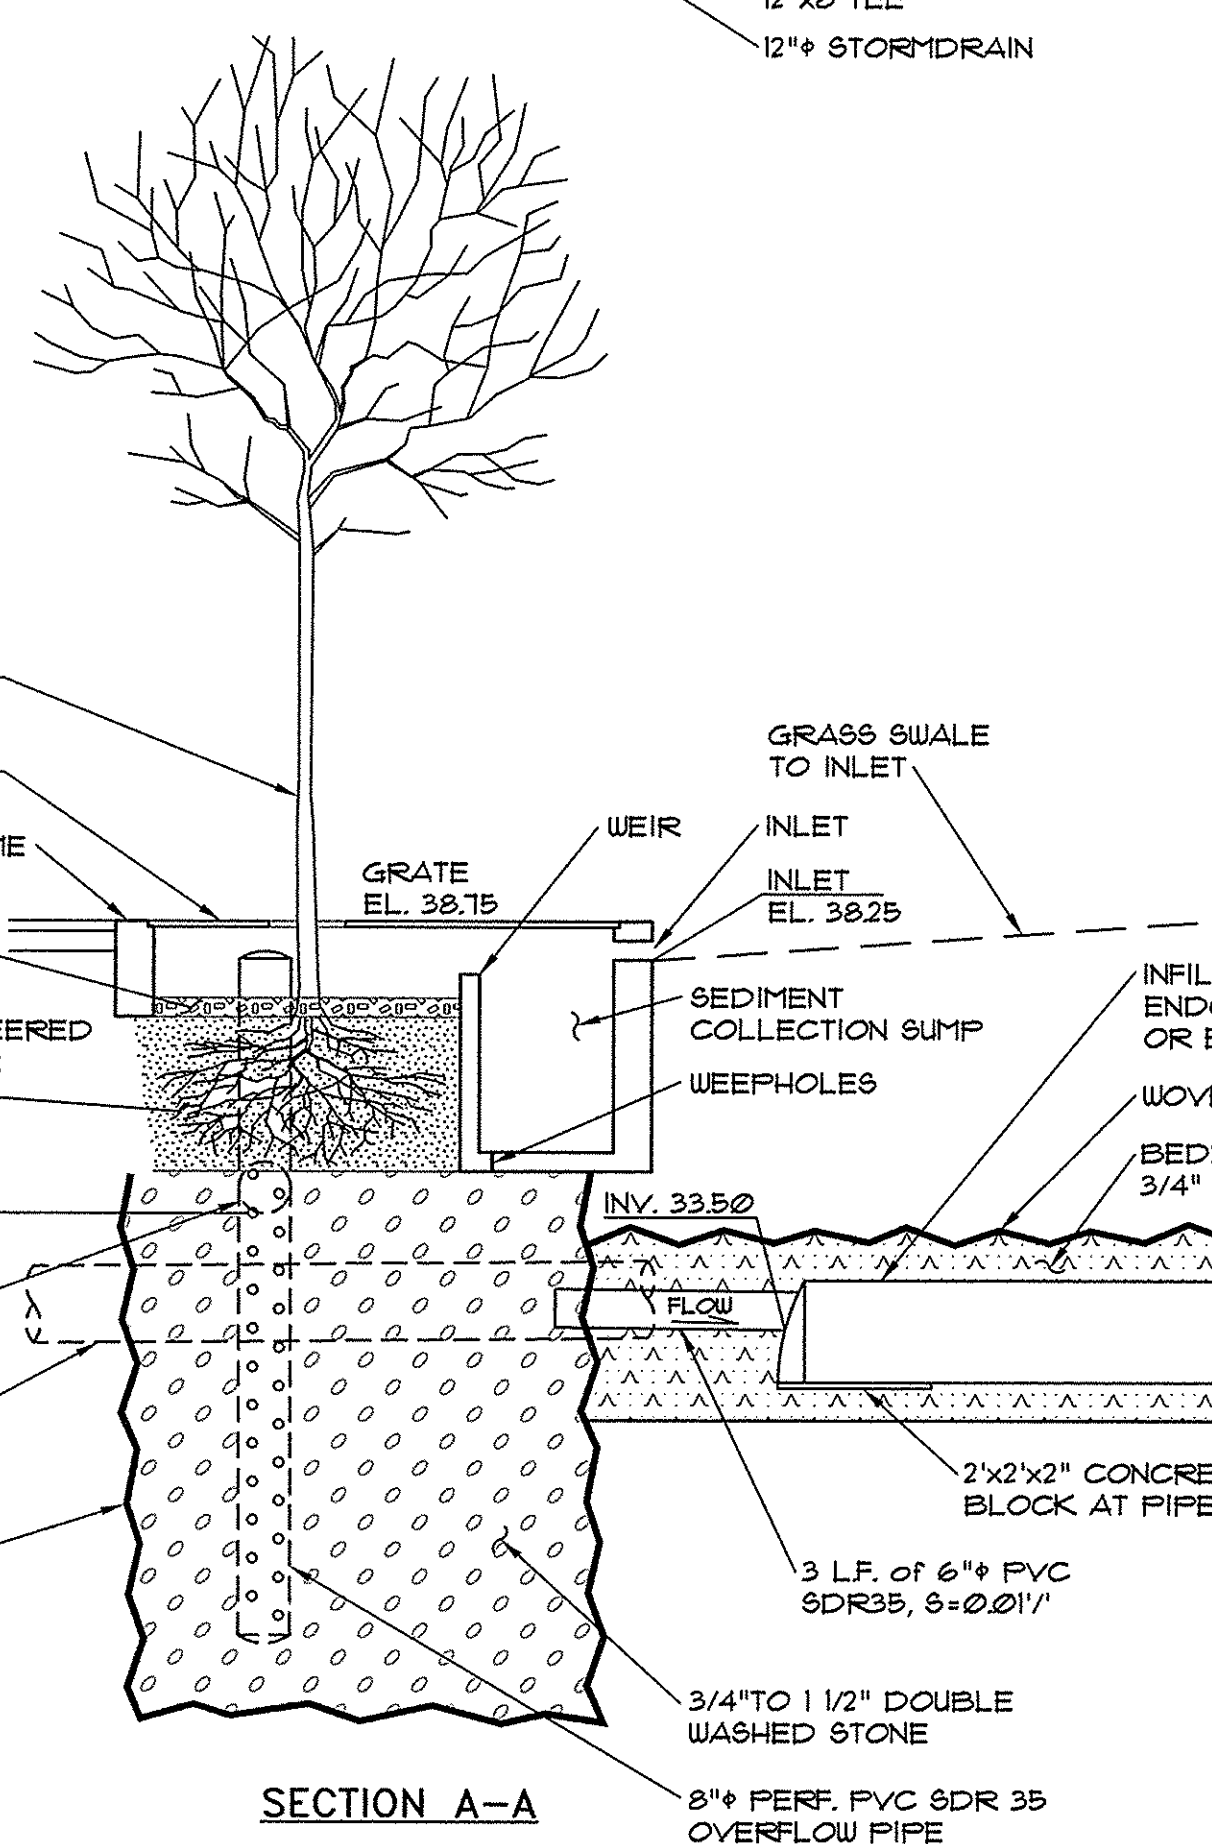 12"φ STORMDRAIN
GRASS SWALE
TO INLET
WEIR
INLET
GRATE
EL. 38.75
INLET
EL. 38.25
SEDIMENT
COLLECTION SUMP
WEEPHOLES
INV. 33.50
3/4"
FLOW
2'x2'x2"
BLOCK AT PIPE
3 L.F. of 6"φ PVC
SDR35, S=0.01'/'
3/4"TO 1 1/2" DOUBLE
WASHED STONE
8"φ PERF. PVC SDR 35
OVERFLOW PIPE
SECTION A-A